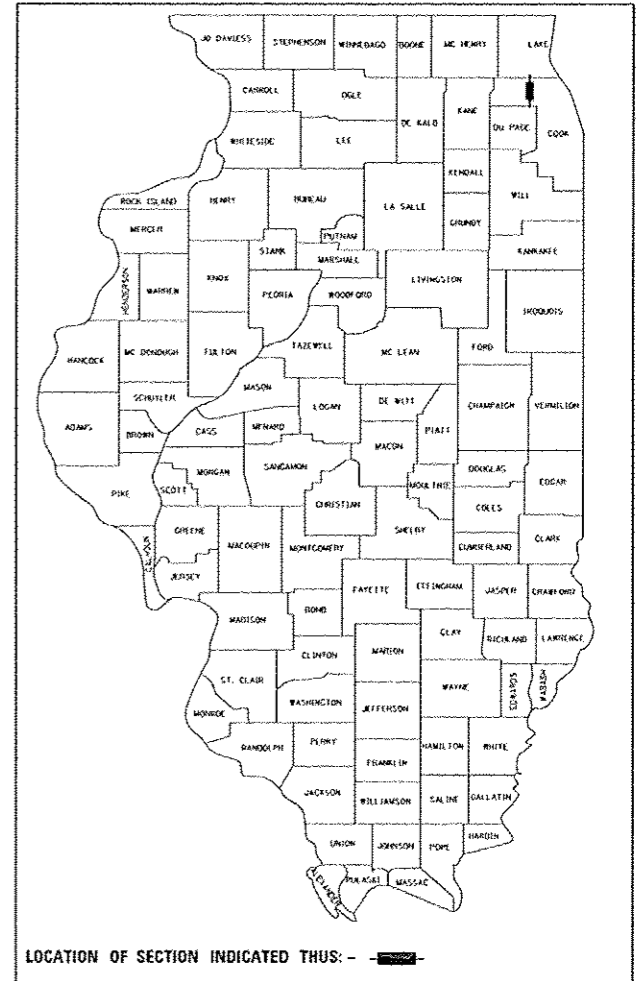 JO DAVIESS STEPHENSON WINNEBAGO BOONE MC HENRY LAKE
CARROLL OGLE KANE
DE KALB DU PAGE COOK
WHITESIDE LEE
KENDALL
ROCK ISLAND HENRY BUREAU LA SALLE WILL
MERCER PUTNAM GRUNDY
STARK MARSHALL KANKAKEE
HENDERSON WARREN KNOX LIVINGSTON
PEORIA WOODFORD IROQUOIS
HANCOCK MC DONOUGH FULTON TAZEWELL MC LEAN FORD
MASON
SCHUYLER LOGAN DE WITT CHAMPAIGN VERMILION
ADAMS BROWN CASS MENARD PIATT
MACON
MORGAN SANGAMON DOUGLAS
PIKE SCOTT MOULTRIE EDGAR
CHRISTIAN COLES
GREENE SHELBY
CALHOUN MACOUPIN MONTGOMERY CUMBERLAND CLARK
JERSEY
FAYETTE EFFINGHAM JASPER CRAWFORD
MADISON BOND
CLAY RICHLAND LAWRENCE
CLINTON MARION
ST. CLAIR WAYNE EDWARDS WABASH
WASHINGTON
MONROE JEFFERSON
RANDOLPH PERRY HAMILTON WHITE
FRANKLIN
JACKSON WILLIAMSON SALINE GALLATIN
HARDIN
UNION JOHNSON POPE
ALEXANDER PULASKI MASSAC
LOCATION OF SECTION INDICATED THUS: -